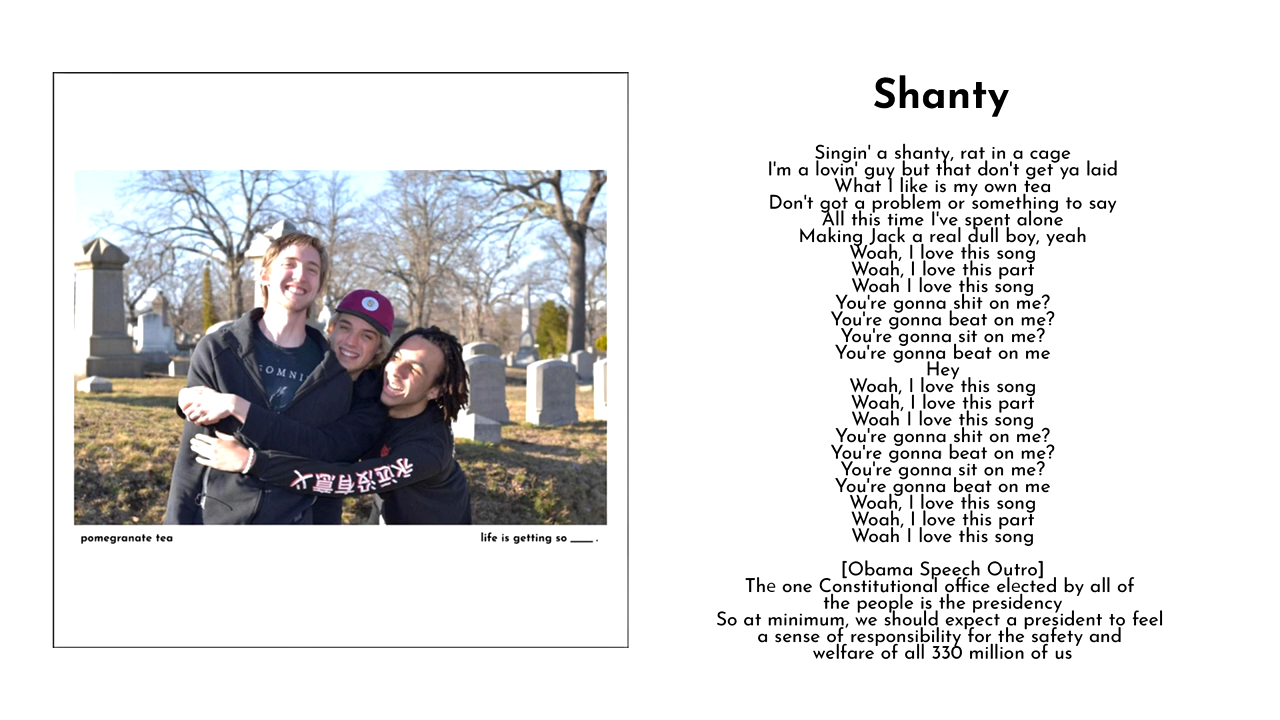 OMNI
永远没有意义
pomegranate tea
life is getting so ____ .
Shanty
Singin' a shanty, rat in a cage
I'm a lovin' guy but that don't get ya laid
What I like is my own tea
Don't got a problem or something to say
All this time I've spent alone
Making Jack a real dull boy, yeah
Woah, I love this song
Woah, I love this part
Woah I love this song
You're gonna shit on me?
You're gonna beat on me?
You're gonna sit on me?
You're gonna beat on me
Hey
Woah, I love this song
Woah, I love this part
Woah I love this song
You're gonna shit on me?
You're gonna beat on me?
You're gonna sit on me?
You're gonna beat on me
Woah, I love this song
Woah, I love this part
Woah I love this song
[Obama Speech Outro]
The one Constitutional office elected by all of
the people is the presidency
So at minimum, we should expect a president to feel
a sense of responsibility for the safety and
welfare of all 330 million of us